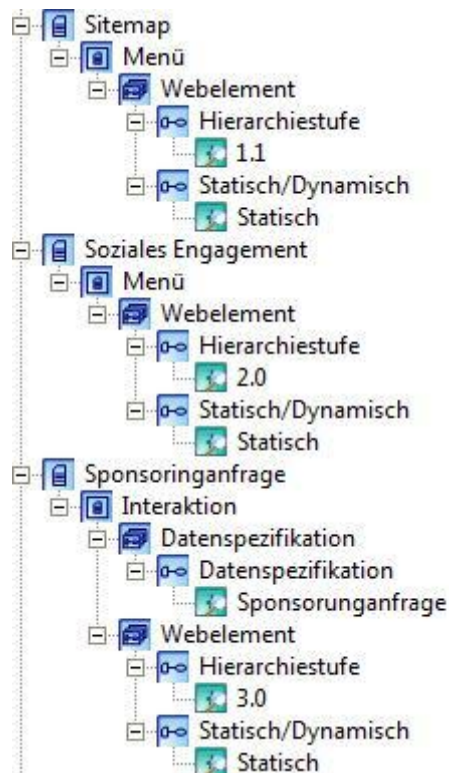 Sitemap
Menü
Webelement
Hierarchiestufe
1.1
Statisch/Dynamisch
Statisch
Soziales Engagement
Menü
Webelement
Hierarchiestufe
2.0
Statisch/Dynamisch
Statisch
Sponsoringanfrage
Interaktion
Datenspezifikation
Datenspezifikation
Sponsorunganfrage
Webelement
Hierarchiestufe
3.0
Statisch/Dynamisch
Statisch